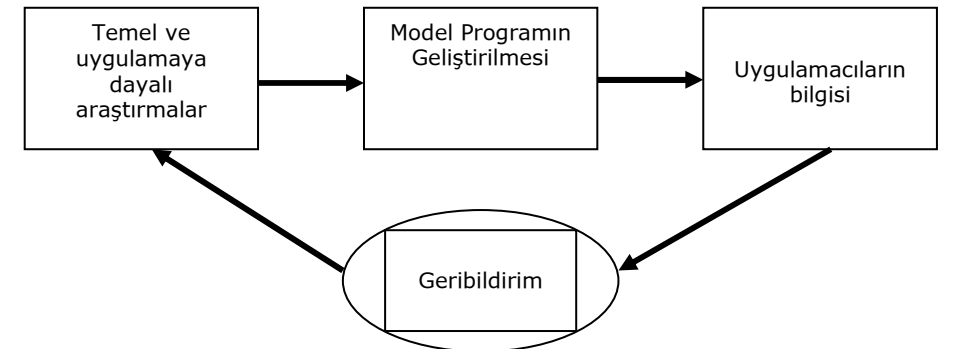 Temel ve
uygulamaya
dayalı
araştırmalar
Model Programın
Geliştirilmesi
Uygulamacıların
bilgisi
Geribildirim